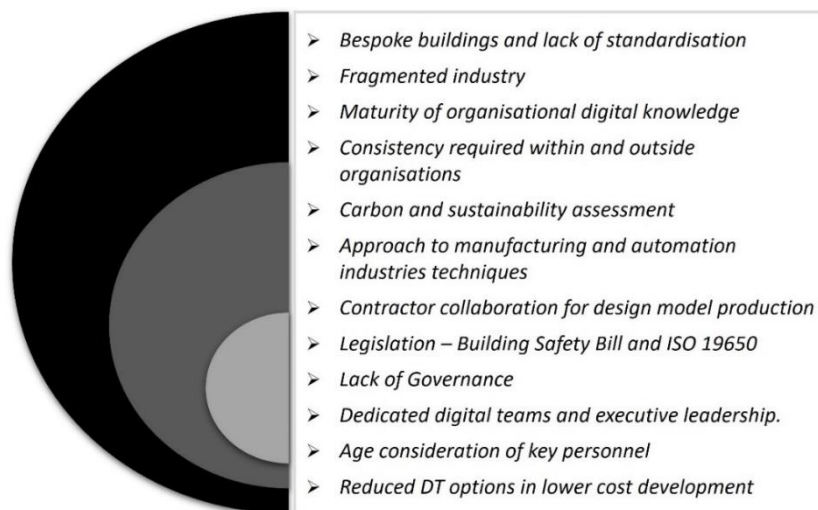 ➢ Bespoke buildings and lack of standardisation
➢ Fragmented industry
➢ Maturity of organisational digital knowledge
➢ Consistency required within and outside
organisations
➢ Carbon and sustainability assessment
➢ Approach to manufacturing and automation
industries techniques
➢ Contractor collaboration for design model production
➢ Legislation – Building Safety Bill and ISO 19650
➢ Lack of Governance
➢ Dedicated digital teams and executive leadership.
➢ Age consideration of key personnel
➢ Reduced DT options in lower cost development